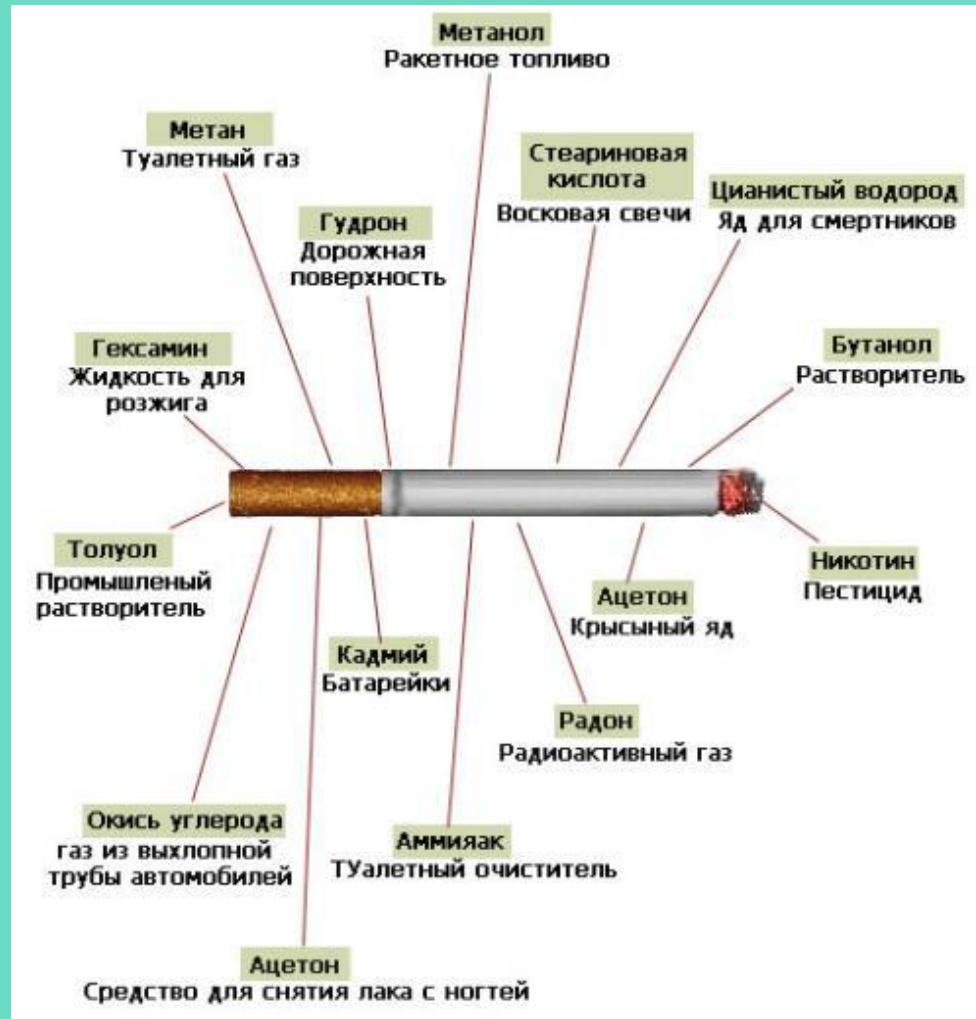 Метанол
Ракетное топливо
Метан
Туалетный газ
Стеариновая
кислота
Восковая свечи
Цианистый водород
Яд для смертников
Гудрон
Дорожная
поверхность
Гексамин
Жидкость для
розжига
Бутанол
Растворитель
Толуол
Промышленый
растворитель
Никотин
Пестицид
Ацетон
Крысиный яд
Кадмий
Батарейки
Радон
Радиоактивный газ
Окись углерода
газ из выхлопной
трубы автомобилей
Аммияак
ТУалетный очиститель
Ацетон
Средство для снятия лака с ногтей